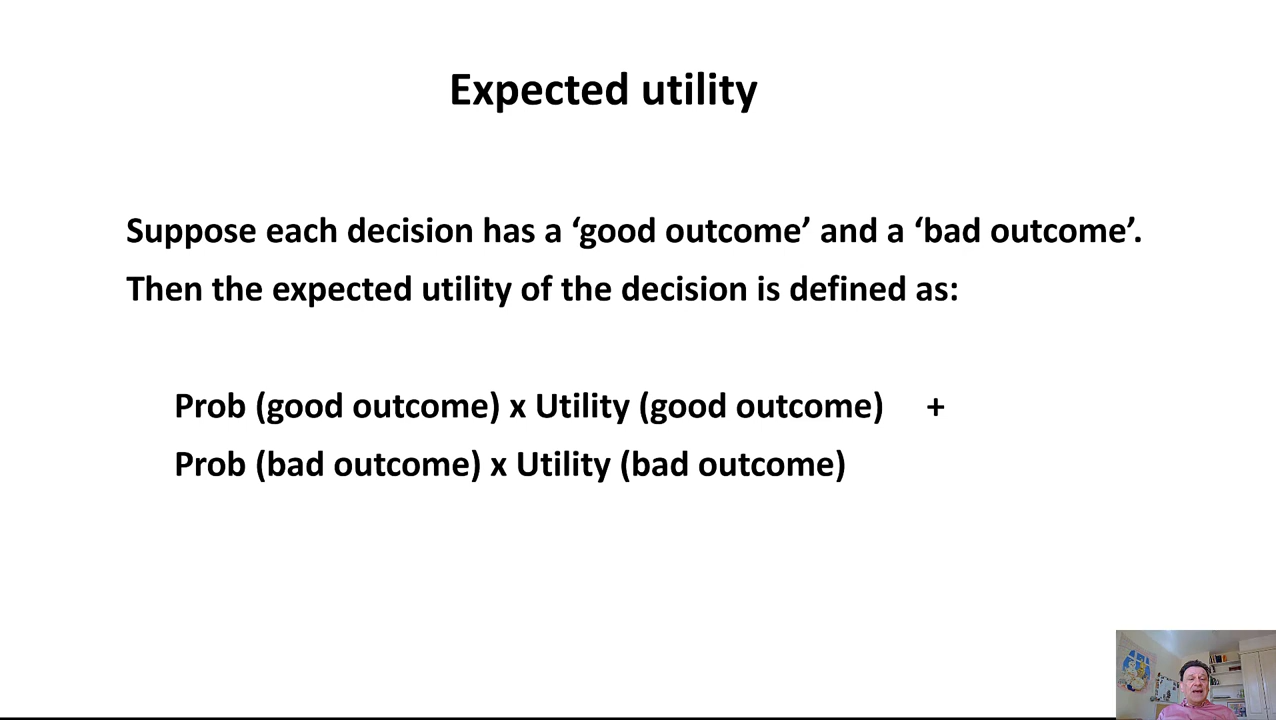 Expected utility
Suppose each decision has a ‘good outcome’ and a ‘bad outcome’.
Then the expected utility of the decision is defined as:
Prob (good outcome) x Utility (good outcome) +
Prob (bad outcome) x Utility (bad outcome)